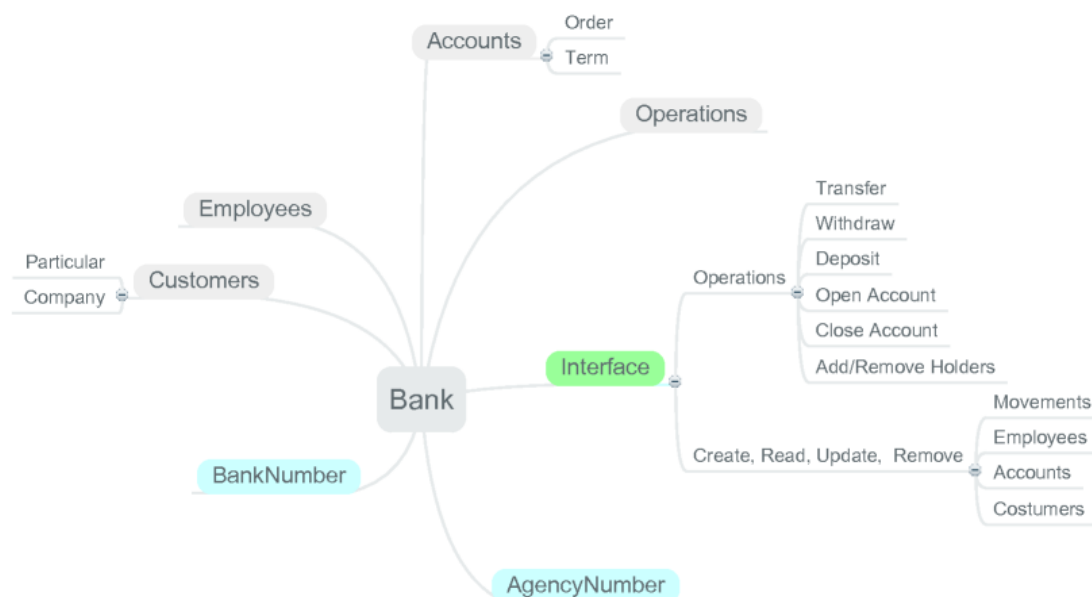 Order
Accounts
Term
Operations
Transfer
Employees
Withdraw
Particular
Deposit
Customers
Operations
Company
Open Account
Close Account
Interface
Add/Remove Holders
Bank
Movements
Employees
Create, Read, Update, Remove
BankNumber
Accounts
Costumers
AgencyNumber